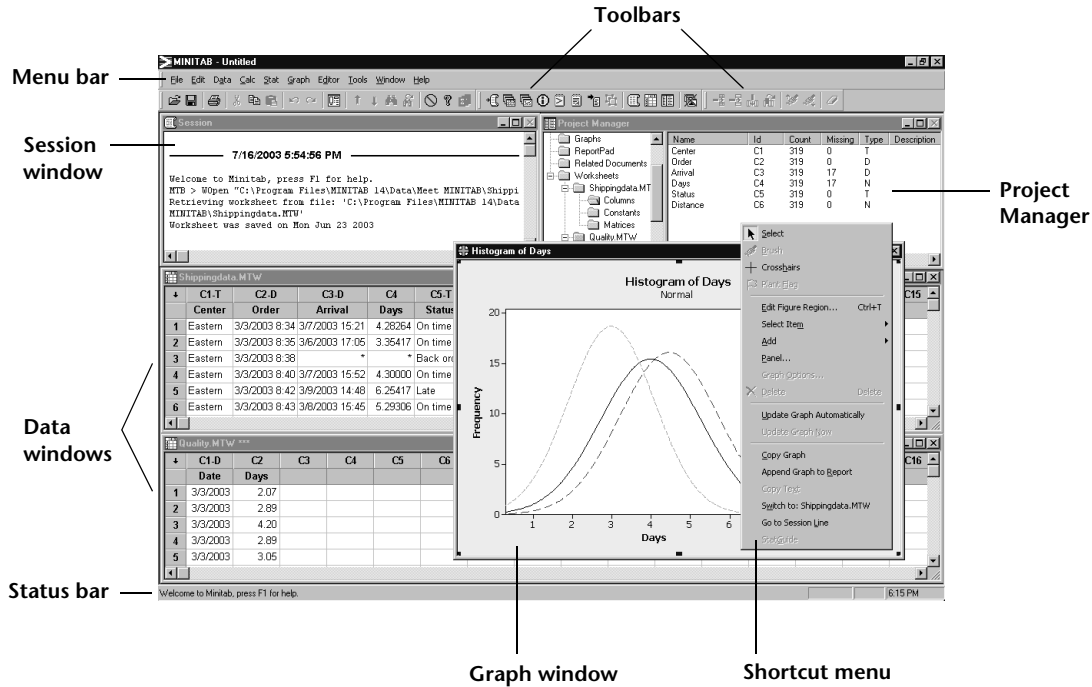 Toolbars
Menu bar
Session window
Project Manager
Data windows
Status bar
Graph window
Shortcut menu
MINITAB - Untitled
File Edit Data Calc Stat Graph Editor Tools Window Help
Session
7/16/2003 5:54:56 PM
Welcome to Minitab, press F1 for help.
MTB > WOpen "C:\Program Files\MINITAB 14\Data\Meet MINITAB\Shippi
Retrieving worksheet from file: 'C:\Program Files\MINITAB 14\Data
MINITAB\Shippingdata.MTW'
Worksheet was saved on Mon Jun 23 2003
Project Manager
Graphs
ReportPad
Related Documents
Worksheets
Shippingdata.MT
Columns
Constants
Matrices
Quality.MTW
Name Id Count Missing Type Description
Center C1 319 0 T
Order C2 319 0 D
Arrival C3 319 17 D
Days C4 319 17 N
Status C5 319 0 T
Distance C6 319 0 N
Shippingdata.MTW
C1-T C2-D C3-D C4 C5-T C15
Center Order Arrival Days Status
1 Eastern 3/3/2003 8:34 3/7/2003 15:21 4.28264 On time
2 Eastern 3/3/2003 8:35 3/6/2003 17:05 3.35417 On time
3 Eastern 3/3/2003 8:38 * * Back ord
4 Eastern 3/3/2003 8:40 3/7/2003 15:52 4.30000 On time
5 Eastern 3/3/2003 8:42 3/9/2003 14:48 6.25417 Late
6 Eastern 3/3/2003 8:43 3/8/2003 15:45 5.29306 On time
Quality.MTW ***
C1-D C2 C3 C4 C5 C6 C16
Date Days
1 3/3/2003 2.07
2 3/3/2003 2.89
3 3/3/2003 4.20
4 3/3/2003 2.89
5 3/3/2003 3.05
Histogram of Days
Histogram of Days
Normal
Frequency
20
15
10
5
0
1 2 3 4 5 6
Days
Select
Brush
Crosshairs
Plant Flag
Edit Figure Region... Ctrl+T
Select Item
Add
Panel...
Graph Options...
Delete Delete
Update Graph Automatically
Update Graph Now
Copy Graph
Append Graph to Report
Copy Text
Switch to: Shippingdata.MTW
Go to Session Line
StatGuide
Welcome to Minitab, press F1 for help.
6:15 PM